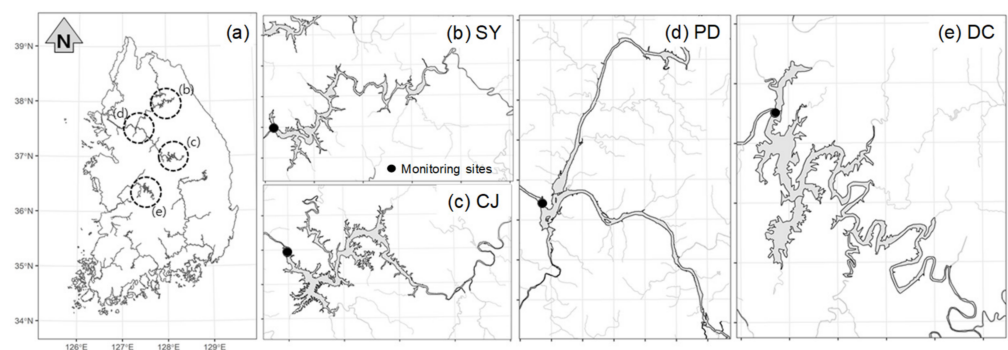 (a)
N
39°N
38°N
37°N
36°N
35°N
34°N
126°E
127°E
128°E
129°E
(b)
(d)
(c)
(e)
(b) SY
Monitoring sites
(c) CJ
(d) PD
(e) DC